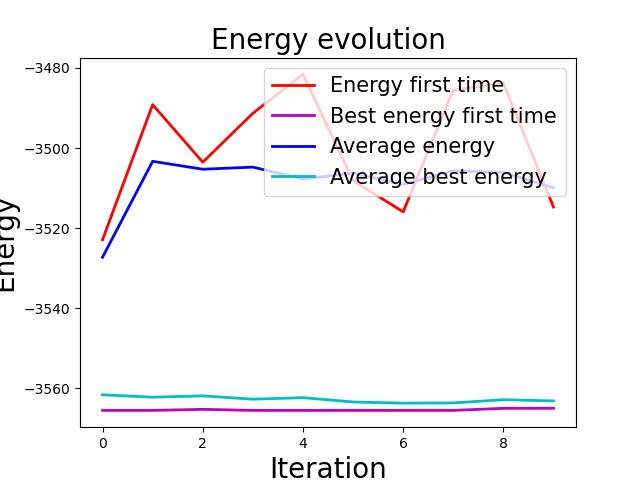 Energy evolution
−3480
−3500
−3520
−3540
−3560
Energy
Energy first time
Best energy first time
Average energy
Average best energy
0
2
4
6
8
Iteration